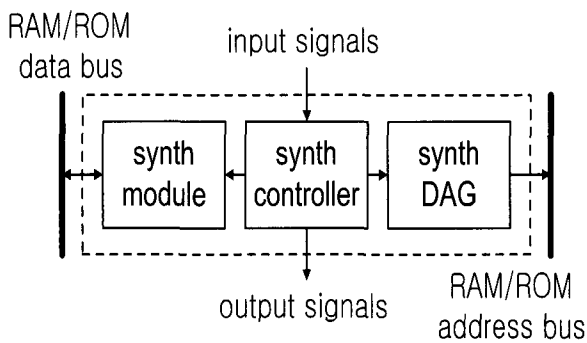 RAM/ROM
data bus
input signals
synth
module
synth
controller
synth
DAG
output signals
RAM/ROM
address bus